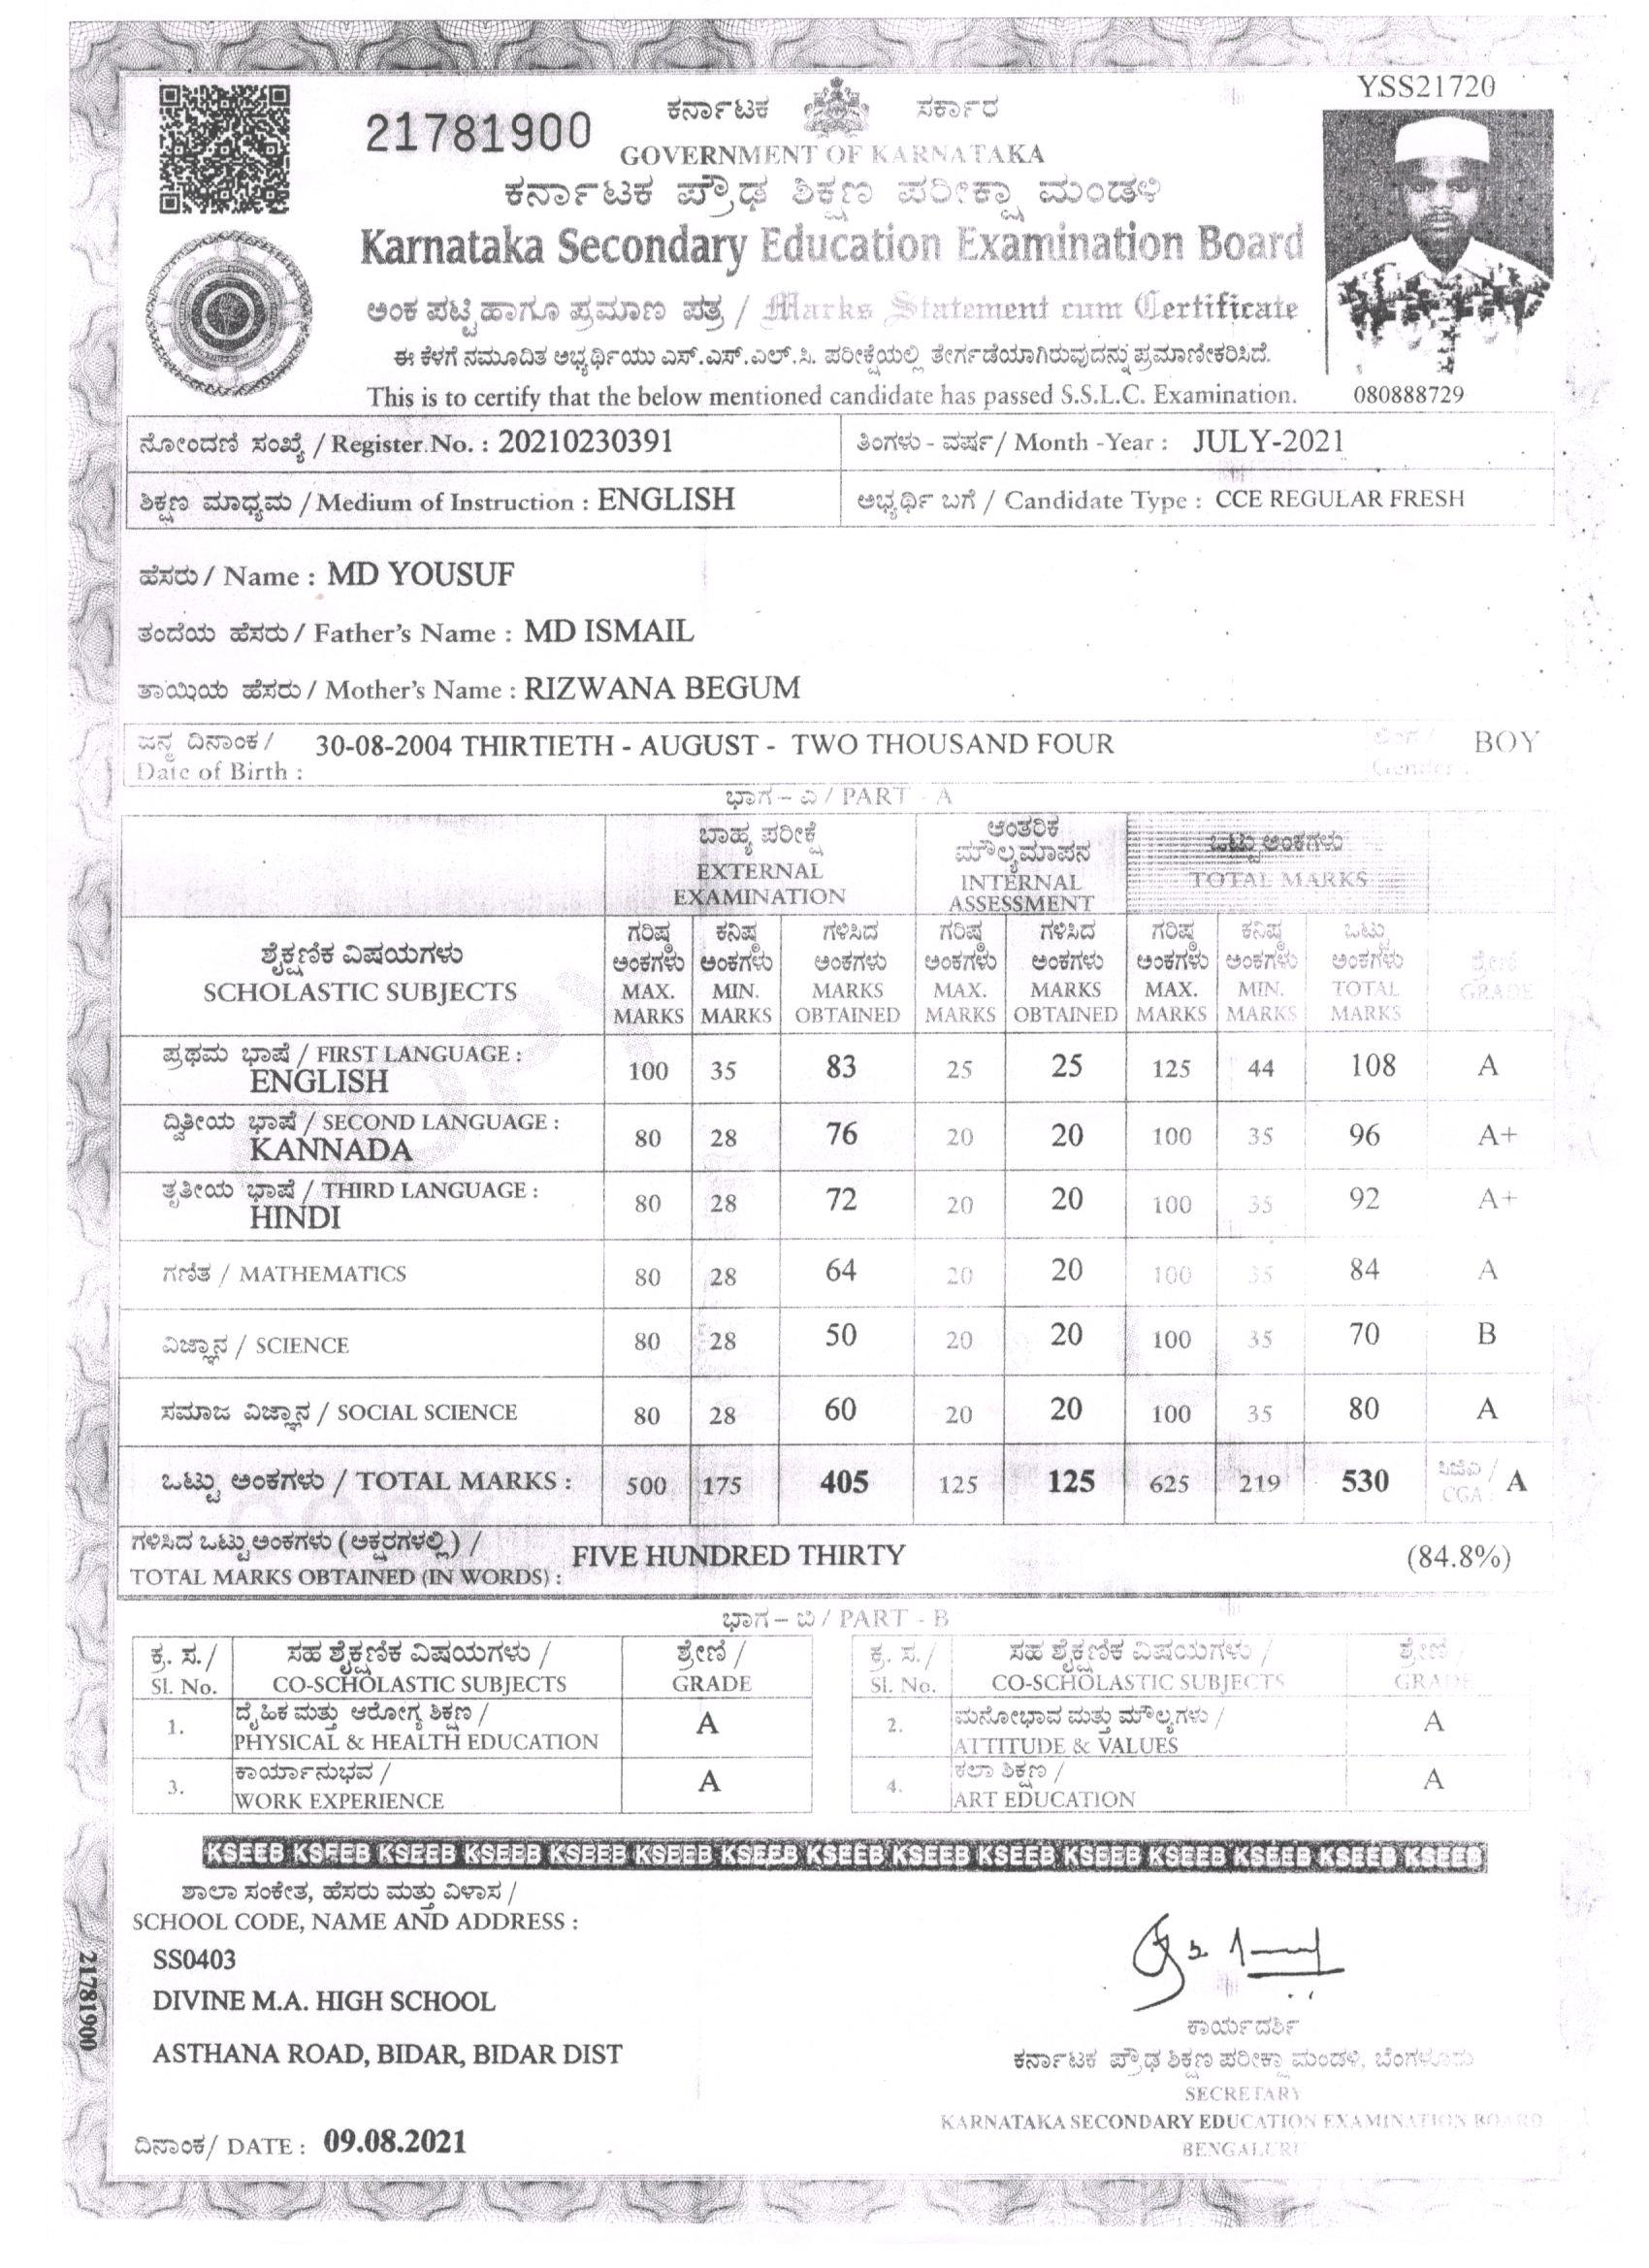 YSS21720
21781900
ಕರ್ನಾಟಕ ಸರ್ಕಾರ
GOVERNMENT OF KARNATAKA
ಕರ್ನಾಟಕ ಪ್ರೌಢ ಶಿಕ್ಷಣ ಪರೀಕ್ಷಾ ಮಂಡಳಿ
Karnataka Secondary Education Examination Board
ಅಂಕ ಪಟ್ಟಿ ಹಾಗೂ ಪ್ರಮಾಣ ಪತ್ರ / Marks Statement cum Certificate
ಈ ಕೆಳಗೆ ನಮೂದಿತ ಅಭ್ಯರ್ಥಿಯು ಎಸ್.ಎಸ್.ಎಲ್.ಸಿ. ಪರೀಕ್ಷೆಯಲ್ಲಿ ತೇರ್ಗಡೆಯಾಗಿರುವುದನ್ನು ಪ್ರಮಾಣೀಕರಿಸಿದೆ.
This is to certify that the below mentioned candidate has passed S.S.L.C. Examination.
080888729
ನೋಂದಣಿ ಸಂಖ್ಯೆ / Register.No. : 20210230391
ತಿಂಗಳು - ವರ್ಷ / Month -Year : JULY-2021
ಶಿಕ್ಷಣ ಮಾಧ್ಯಮ / Medium of Instruction : ENGLISH
ಅಭ್ಯರ್ಥಿ ಬಗೆ / Candidate Type : CCE REGULAR FRESH
ಹೆಸರು / Name : MD YOUSUF
ತಂದೆಯ ಹೆಸರು / Father's Name : MD ISMAIL
ತಾಯಿಯ ಹೆಸರು / Mother's Name : RIZWANA BEGUM
ಜನ್ಮ ದಿನಾಂಕ / 30-08-2004 THIRTIETH - AUGUST - TWO THOUSAND FOUR ಲಿಂಗ / BOY
Date of Birth : Gender :
ಭಾಗ – ಎ / PART - A
ಬಾಹ್ಯ ಪರೀಕ್ಷೆ
EXTERNAL
EXAMINATION
ಆಂತರಿಕ
ಮೌಲ್ಯಮಾಪನ
INTERNAL
ASSESSMENT
ಒಟ್ಟು ಅಂಕಗಳು
TOTAL MARKS
ಶೈಕ್ಷಣಿಕ ವಿಷಯಗಳು
SCHOLASTIC SUBJECTS
ಗರಿಷ್ಠ ಕನಿಷ್ಠ ಗಳಿಸಿದ ಗರಿಷ್ಠ ಗಳಿಸಿದ ಗರಿಷ್ಠ ಕನಿಷ್ಠ ಒಟ್ಟು
ಅಂಕಗಳು ಅಂಕಗಳು ಅಂಕಗಳು ಅಂಕಗಳು ಅಂಕಗಳು ಅಂಕಗಳು ಅಂಕಗಳು ಅಂಕಗಳು ಶ್ರೇಣಿ
MAX. MIN. MARKS MAX. MARKS MAX. MIN. TOTAL GRADE
MARKS MARKS OBTAINED MARKS OBTAINED MARKS MARKS MARKS
ಪ್ರಥಮ ಭಾಷೆ / FIRST LANGUAGE :
ENGLISH 100 35 83 25 25 125 44 108 A
ದ್ವಿತೀಯ ಭಾಷೆ / SECOND LANGUAGE :
KANNADA 80 28 76 20 20 100 35 96 A+
ತೃತೀಯ ಭಾಷೆ / THIRD LANGUAGE :
HINDI 80 28 72 20 20 100 35 92 A+
ಗಣಿತ / MATHEMATICS 80 28 64 20 20 100 35 84 A
ವಿಜ್ಞಾನ / SCIENCE 80 28 50 20 20 100 35 70 B
ಸಮಾಜ ವಿಜ್ಞಾನ / SOCIAL SCIENCE 80 28 60 20 20 100 35 80 A
ಒಟ್ಟು ಅಂಕಗಳು / TOTAL MARKS : 500 175 405 125 125 625 219 530 ಸಿಜಿಎ / CGA : A
ಗಳಿಸಿದ ಒಟ್ಟು ಅಂಕಗಳು (ಅಕ್ಷರಗಳಲ್ಲಿ) /
TOTAL MARKS OBTAINED (IN WORDS) : FIVE HUNDRED THIRTY (84.8%)
ಭಾಗ – ಬಿ / PART - B
ಕ್ರ. ಸ. / ಸಹ ಶೈಕ್ಷಣಿಕ ವಿಷಯಗಳು / ಶ್ರೇಣಿ / ಕ್ರ. ಸ. / ಸಹ ಶೈಕ್ಷಣಿಕ ವಿಷಯಗಳು / ಶ್ರೇಣಿ /
Sl. No. CO-SCHOLASTIC SUBJECTS GRADE Sl. No. CO-SCHOLASTIC SUBJECTS GRADE
1. ದೈಹಿಕ ಮತ್ತು ಆರೋಗ್ಯ ಶಿಕ್ಷಣ / A 2. ಮನೋಭಾವ ಮತ್ತು ಮೌಲ್ಯಗಳು / A
PHYSICAL & HEALTH EDUCATION ATTITUDE & VALUES
3. ಕಾರ್ಯಾನುಭವ / A 4. ಕಲಾ ಶಿಕ್ಷಣ / A
WORK EXPERIENCE ART EDUCATION
KSEEB KSEEB KSEEB KSEEB KSEEB KSEEB KSEEB KSEEB KSEEB KSEEB KSEEB KSEEB KSEEB KSEEB KSEEB
ಶಾಲಾ ಸಂಕೇತ, ಹೆಸರು ಮತ್ತು ವಿಳಾಸ /
SCHOOL CODE, NAME AND ADDRESS :
SS0403
DIVINE M.A. HIGH SCHOOL
ASTHANA ROAD, BIDAR, BIDAR DIST
21781900
ಕಾರ್ಯದರ್ಶಿ
ಕರ್ನಾಟಕ ಪ್ರೌಢ ಶಿಕ್ಷಣ ಪರೀಕ್ಷಾ ಮಂಡಳಿ, ಬೆಂಗಳೂರು
SECRETARY
KARNATAKA SECONDARY EDUCATION EXAMINATION BOARD
BENGALURU
ದಿನಾಂಕ/ DATE : 09.08.2021